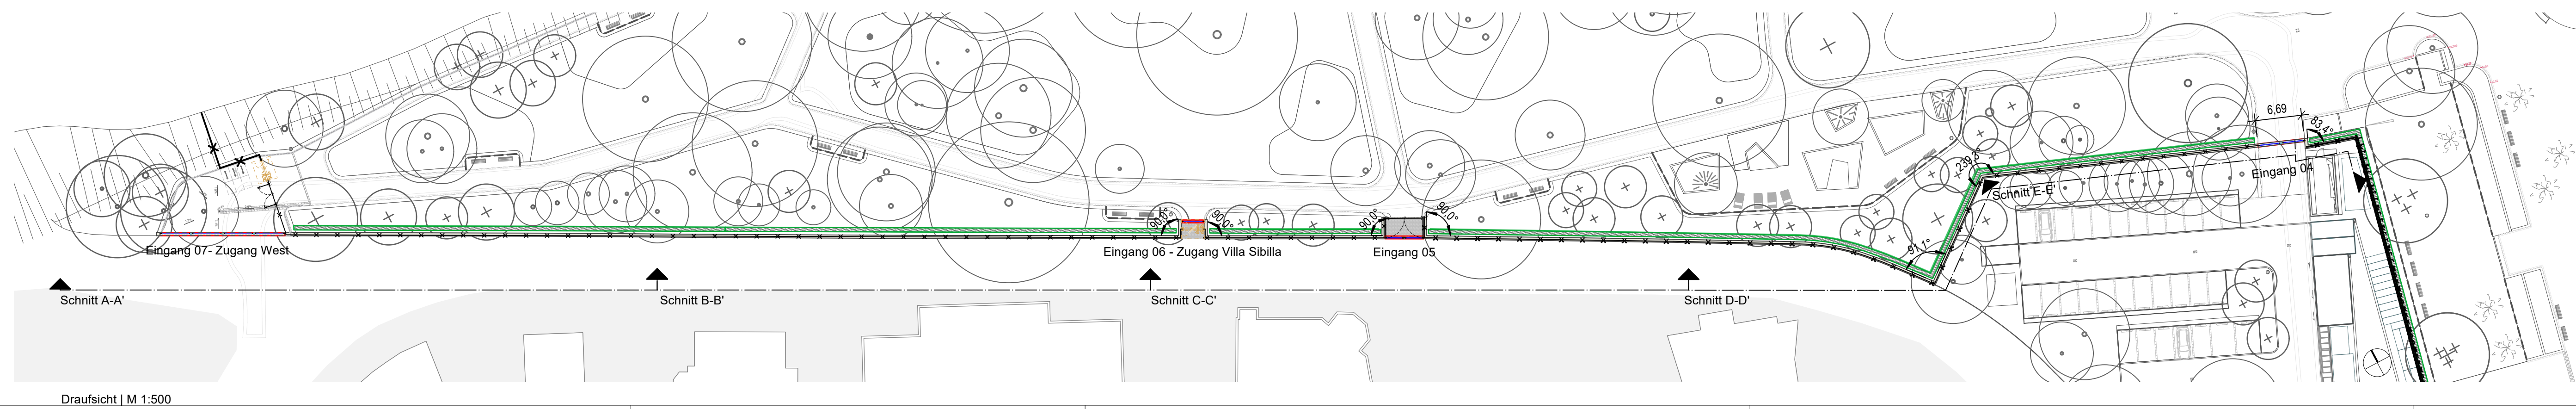 6,69
83,4°
239,3°
Schnitt E-E'
Eingang 04
90,0°
90,0°
90,0°
90,0°
91,1°
Eingang 07- Zugang West
Eingang 06 - Zugang Villa Sibilla
Eingang 05
Schnitt A-A'
Schnitt B-B'
Schnitt C-C'
Schnitt D-D'
Draufsicht | M 1:500